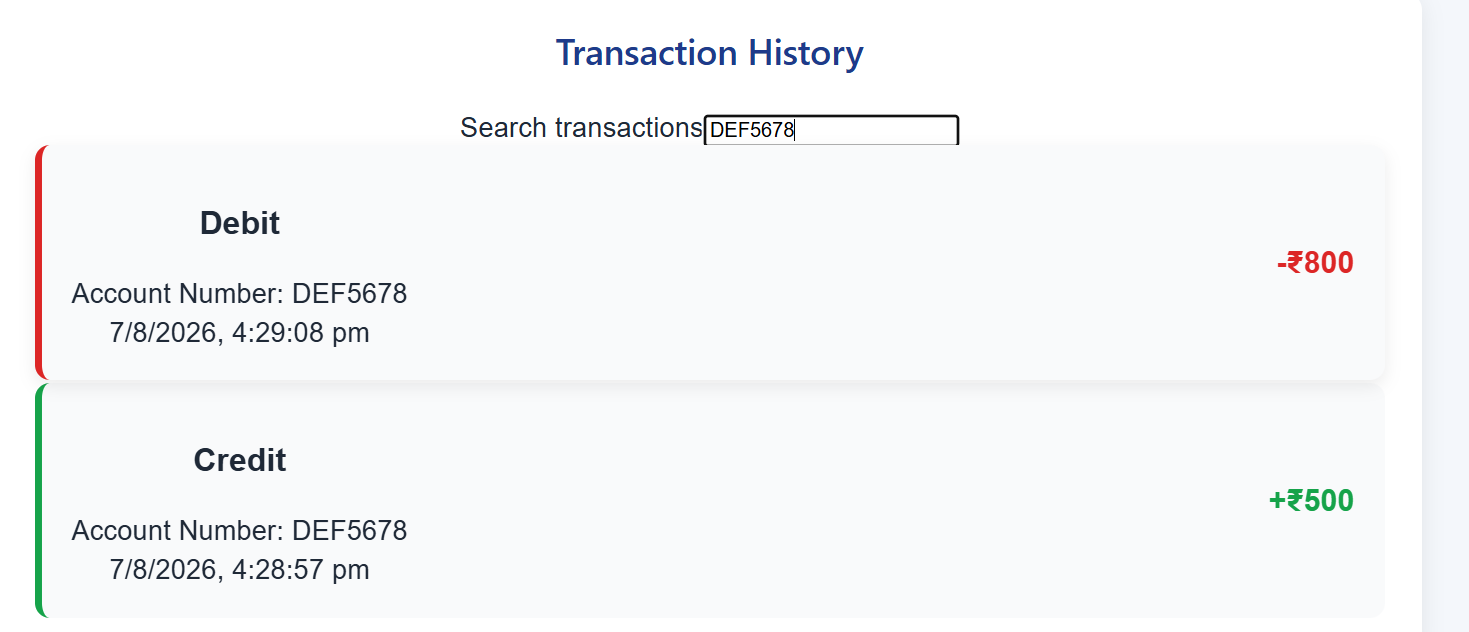 Transaction History
Search transactions DEF5678
Debit
-₹800
Account Number: DEF5678
7/8/2026, 4:29:08 pm
Credit
+₹500
Account Number: DEF5678
7/8/2026, 4:28:57 pm